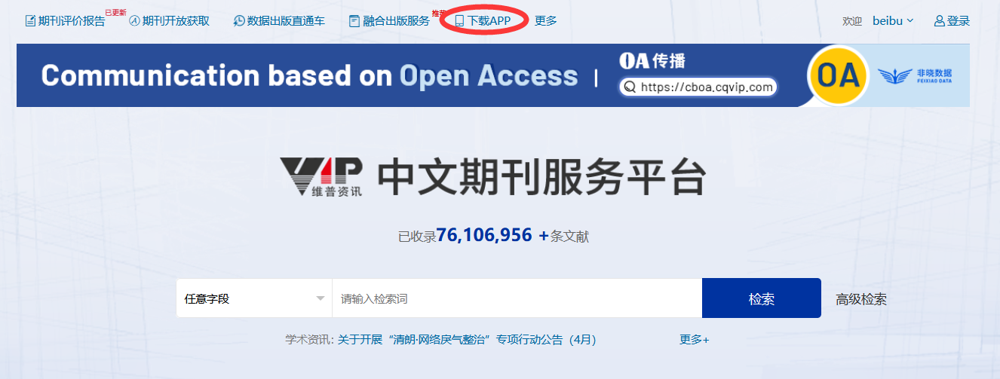 期刊评价报告 已更新 期刊开放获取 数据出版直通车 融合出版服务 推荐 下载APP 更多 欢迎 beibu 登录
Communication based on Open Access | OA传播
https://cboa.cqvip.com
OA 非晓数据
FEIXIAO DATA
VIP 中文期刊服务平台
维普资讯
已收录76,106,956 +条文献
任意字段 请输入检索词 检索 高级检索
学术资讯: 关于开展“清朗·网络戾气整治”专项行动公告（4月） 更多+